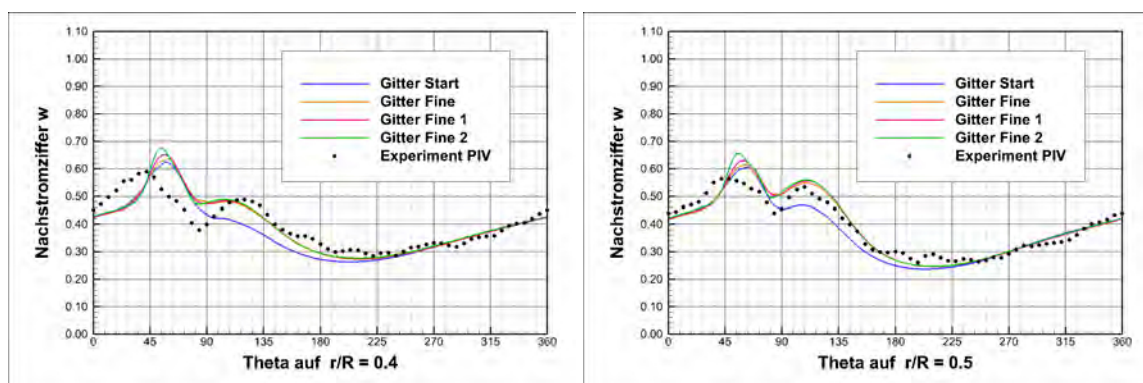 Nachstromziffer w
1.10
1.00
0.90
0.80
0.70
0.60
0.50
0.40
0.30
0.20
0.10
0.00
Gitter Start
Gitter Fine
Gitter Fine 1
Gitter Fine 2
Experiment PIV
0 45 90 135 180 225 270 315 360
Theta auf r/R = 0.4
Nachstromziffer w
1.10
1.00
0.90
0.80
0.70
0.60
0.50
0.40
0.30
0.20
0.10
0.00
Gitter Start
Gitter Fine
Gitter Fine 1
Gitter Fine 2
Experiment PIV
0 45 90 135 180 225 270 315 360
Theta auf r/R = 0.5